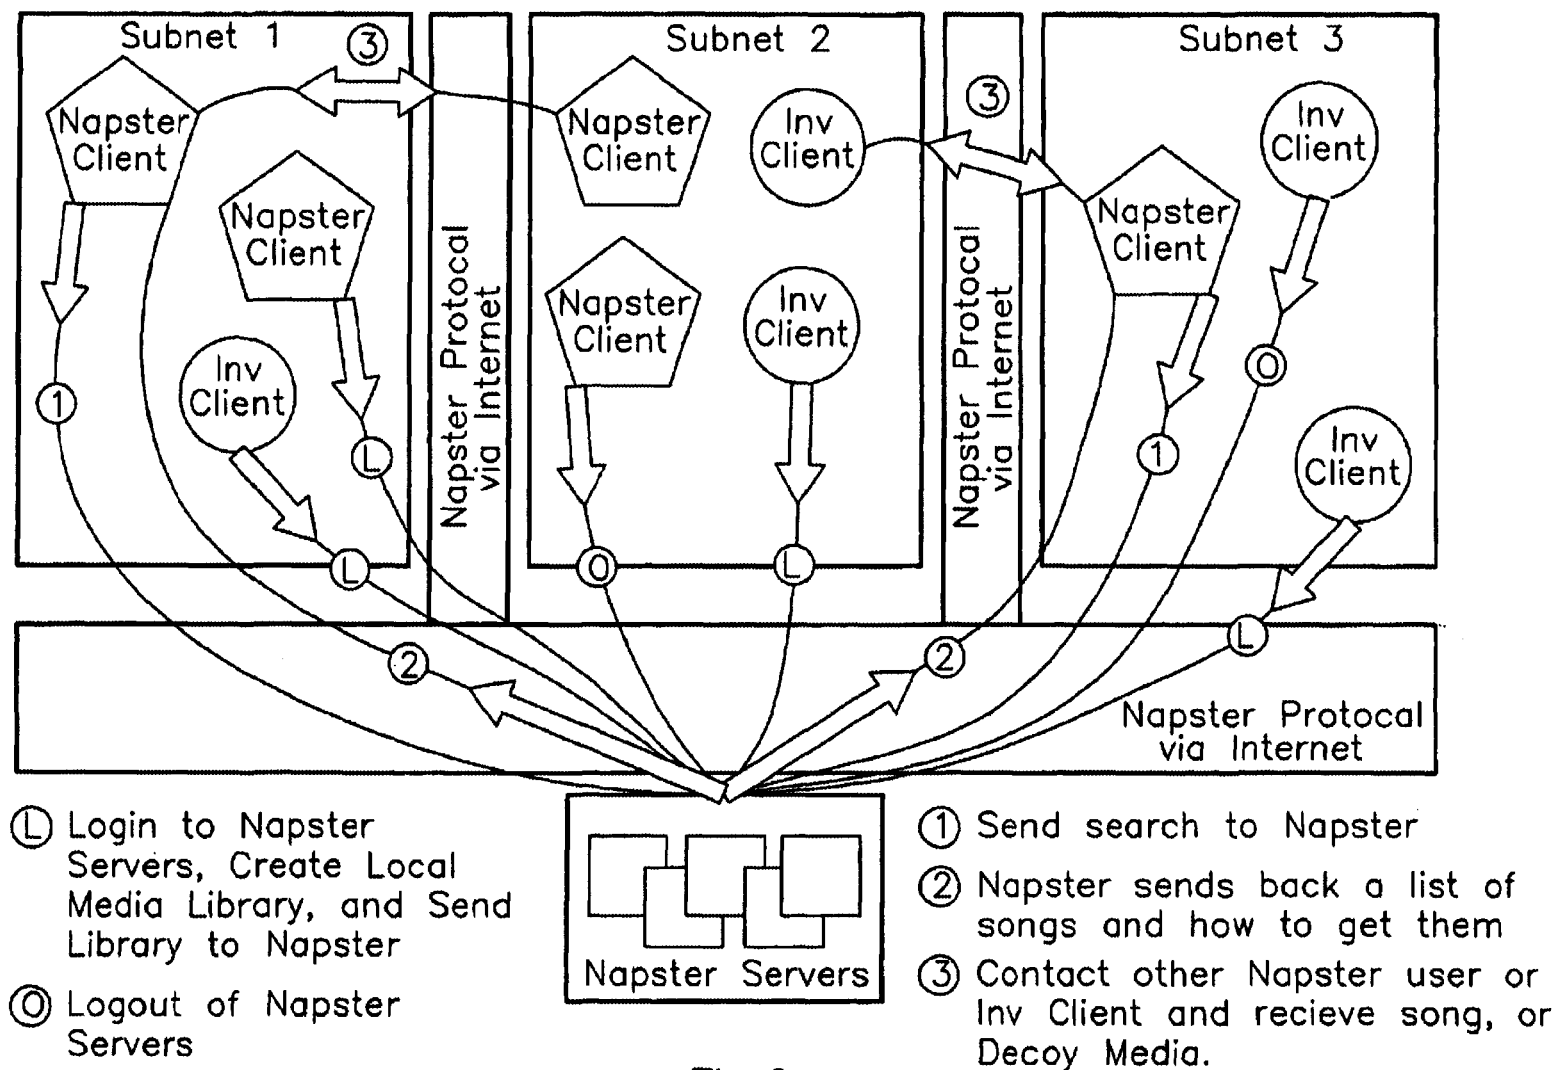 Subnet 1
3
Subnet 2
3
Subnet 3
Napster
Client
Napster
Client
Inv
Client
1
L
L
Napster Protocal
via Internet
Napster
Client
Inv
Client
Napster
Client
Inv
Client
O
L
Napster Protocal
via Internet
Napster
Client
Inv
Client
Inv
Client
1
O
L
2
2
Napster Protocal
via Internet
Napster Servers
L Login to Napster
Servers, Create Local
Media Library, and Send
Library to Napster
O Logout of Napster
Servers
1 Send search to Napster
2 Napster sends back a list of
songs and how to get them
3 Contact other Napster user or
Inv Client and recieve song, or
Decoy Media.